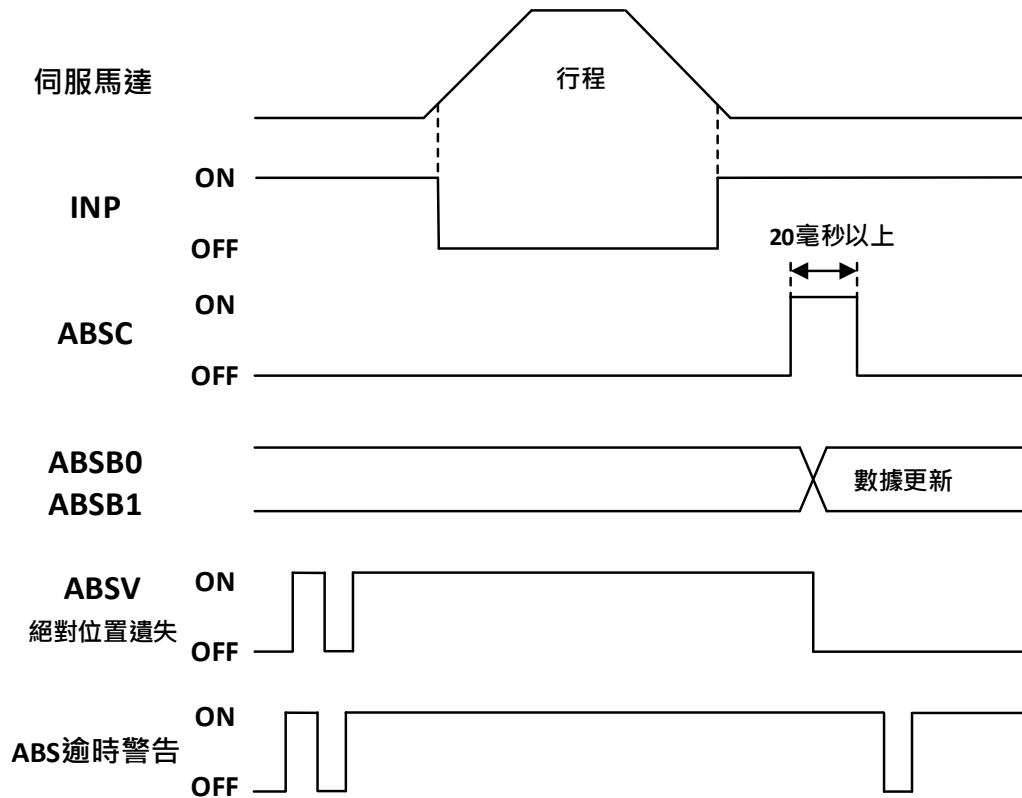 伺服馬達
行程
ON
INP
OFF
20毫秒以上
ON
ABSC
OFF
ABSB0
ABSB1
數據更新
ABSV
ON
絕對位置遺失
OFF
ON
ABS逾時警告
OFF